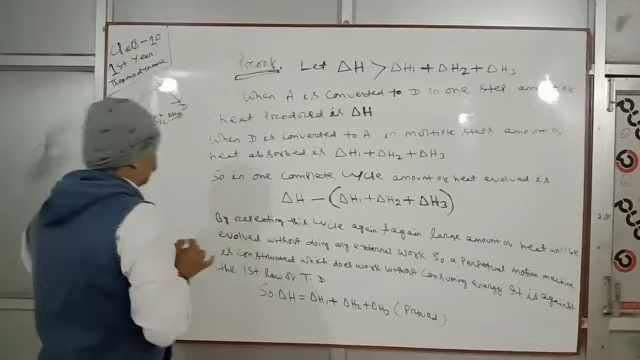 1st Year
Thermodynamic
Proof. Let ΔH > ΔH1 + ΔH2 + ΔH3
When A is converted to D in one step amount of
heat Produced is ΔH
When D is converted to A in multiple steps amount of
heat absorbed is ΔH1 + ΔH2 + ΔH3
So in one complete cycle amount of heat evolved is
ΔH - (ΔH1 + ΔH2 + ΔH3)
By repeating this cycle again & again large amount of heat will be
evolved without doing any external work So a perpetual motion machine
is constructed which does work without consuming energy It is against
the 1st law of T.D.
So ΔH = ΔH1 + ΔH2 + ΔH3 (Proved)